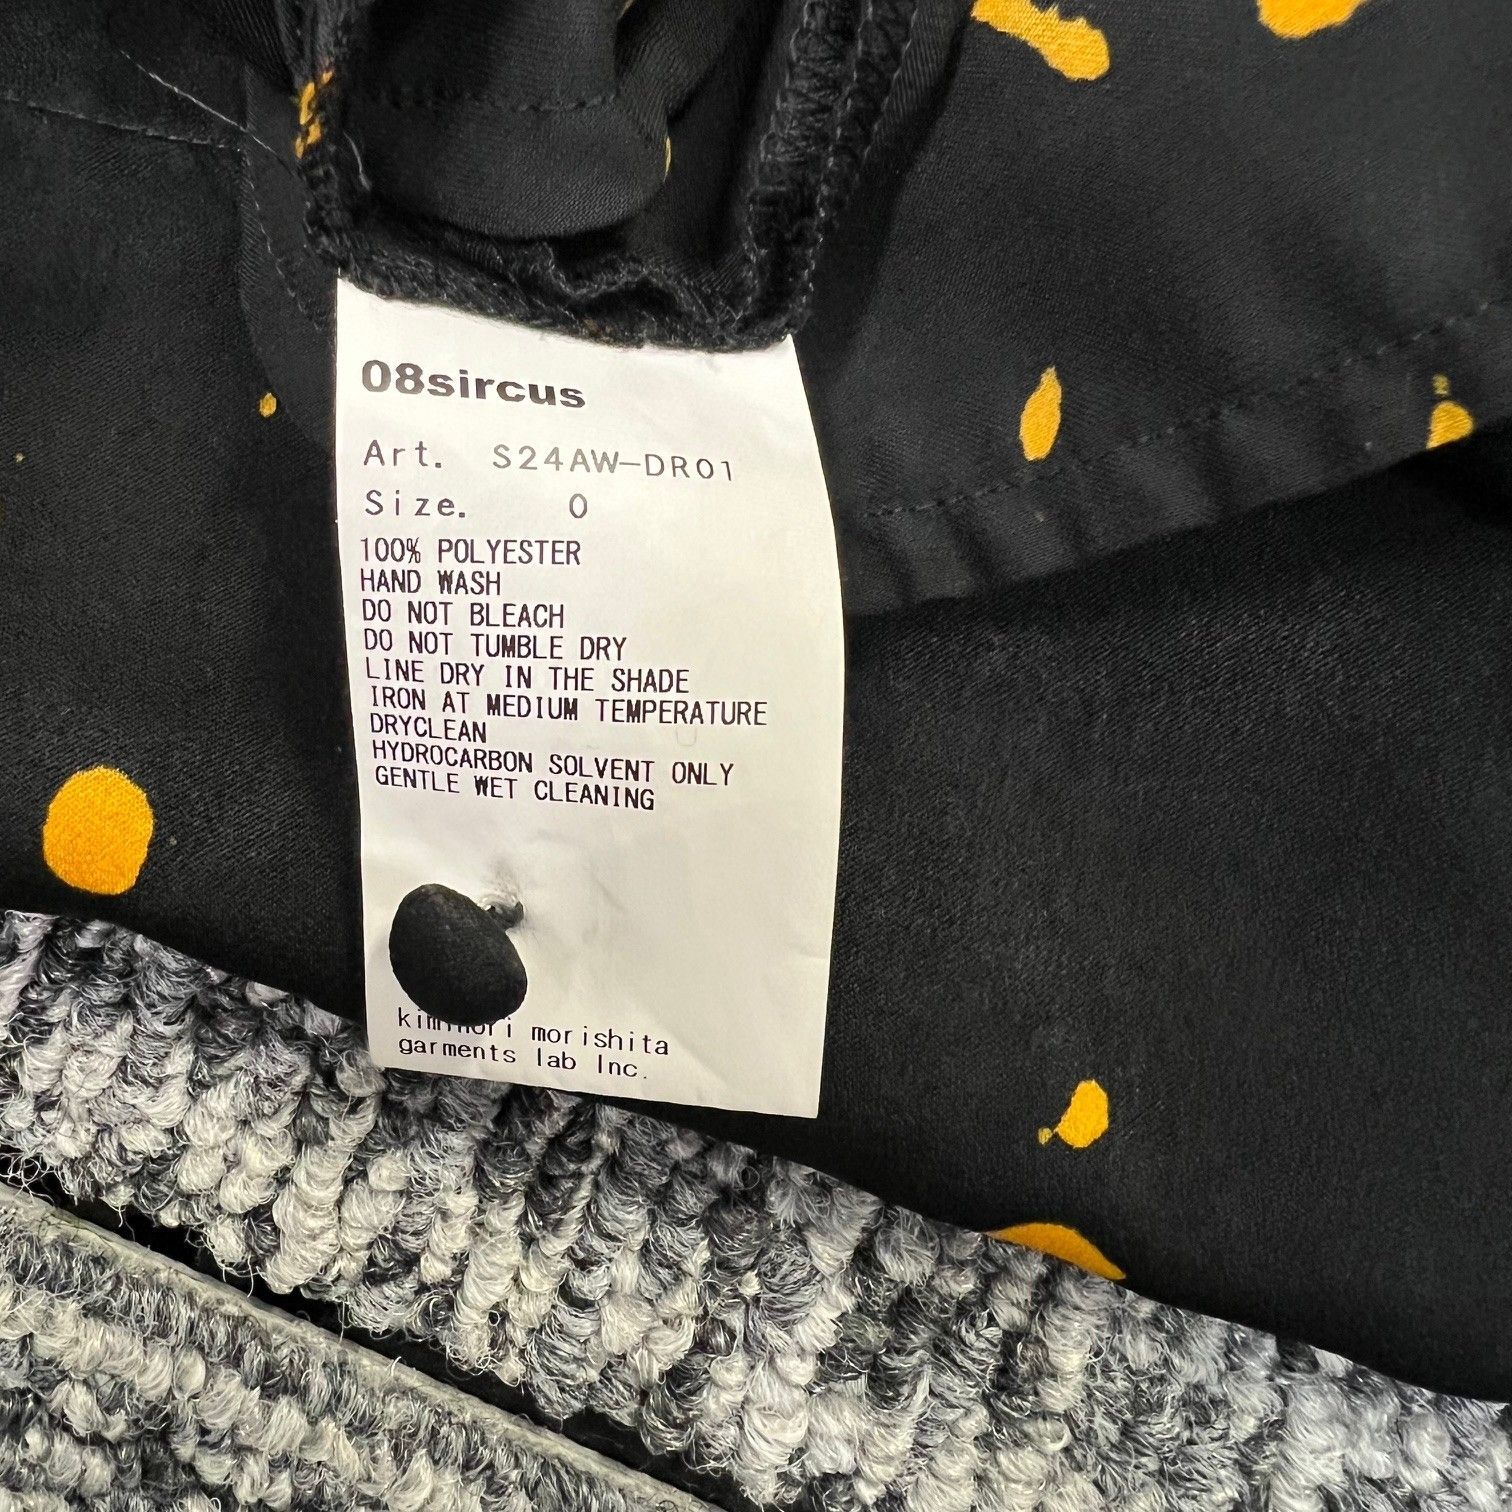 08sircus
Art. S24AW-DR01
Size. 0
100% POLYESTER
HAND WASH
DO NOT BLEACH
DO NOT TUMBLE DRY
LINE DRY IN THE SHADE
IRON AT MEDIUM TEMPERATURE
DRYCLEAN
HYDROCARBON SOLVENT ONLY
GENTLE WET CLEANING
morishita
garments lab Inc.